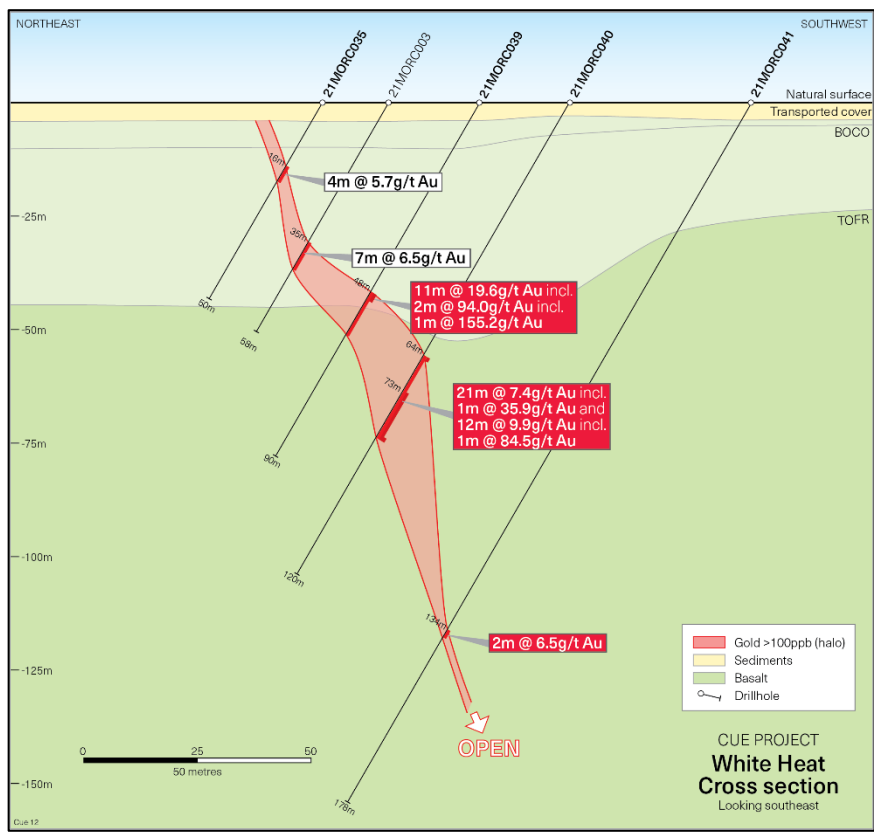 NORTHEAST
SOUTHWEST
21MORC035
21MORC003
21MORC039
21MORC040
21MORC041
Natural surface
Transported cover
BOCO
16m
4m @ 5.7g/t Au
-25m
TOFR
35m
7m @ 6.5g/t Au
48m
11m @ 19.6g/t Au incl.
2m @ 94.0g/t Au incl.
1m @ 155.2g/t Au
60m
-50m
58m
64m
73m
21m @ 7.4g/t Au incl.
1m @ 35.9g/t Au and
12m @ 9.9g/t Au incl.
1m @ 84.5g/t Au
-75m
90m
-100m
120m
134m
2m @ 6.5g/t Au
-125m
OPEN
Gold >100ppb (halo)
Sediments
Basalt
Drillhole
0
25
50
50 metres
CUE PROJECT
White Heat
Cross section
Looking southeast
-150m
178m
Cue 12